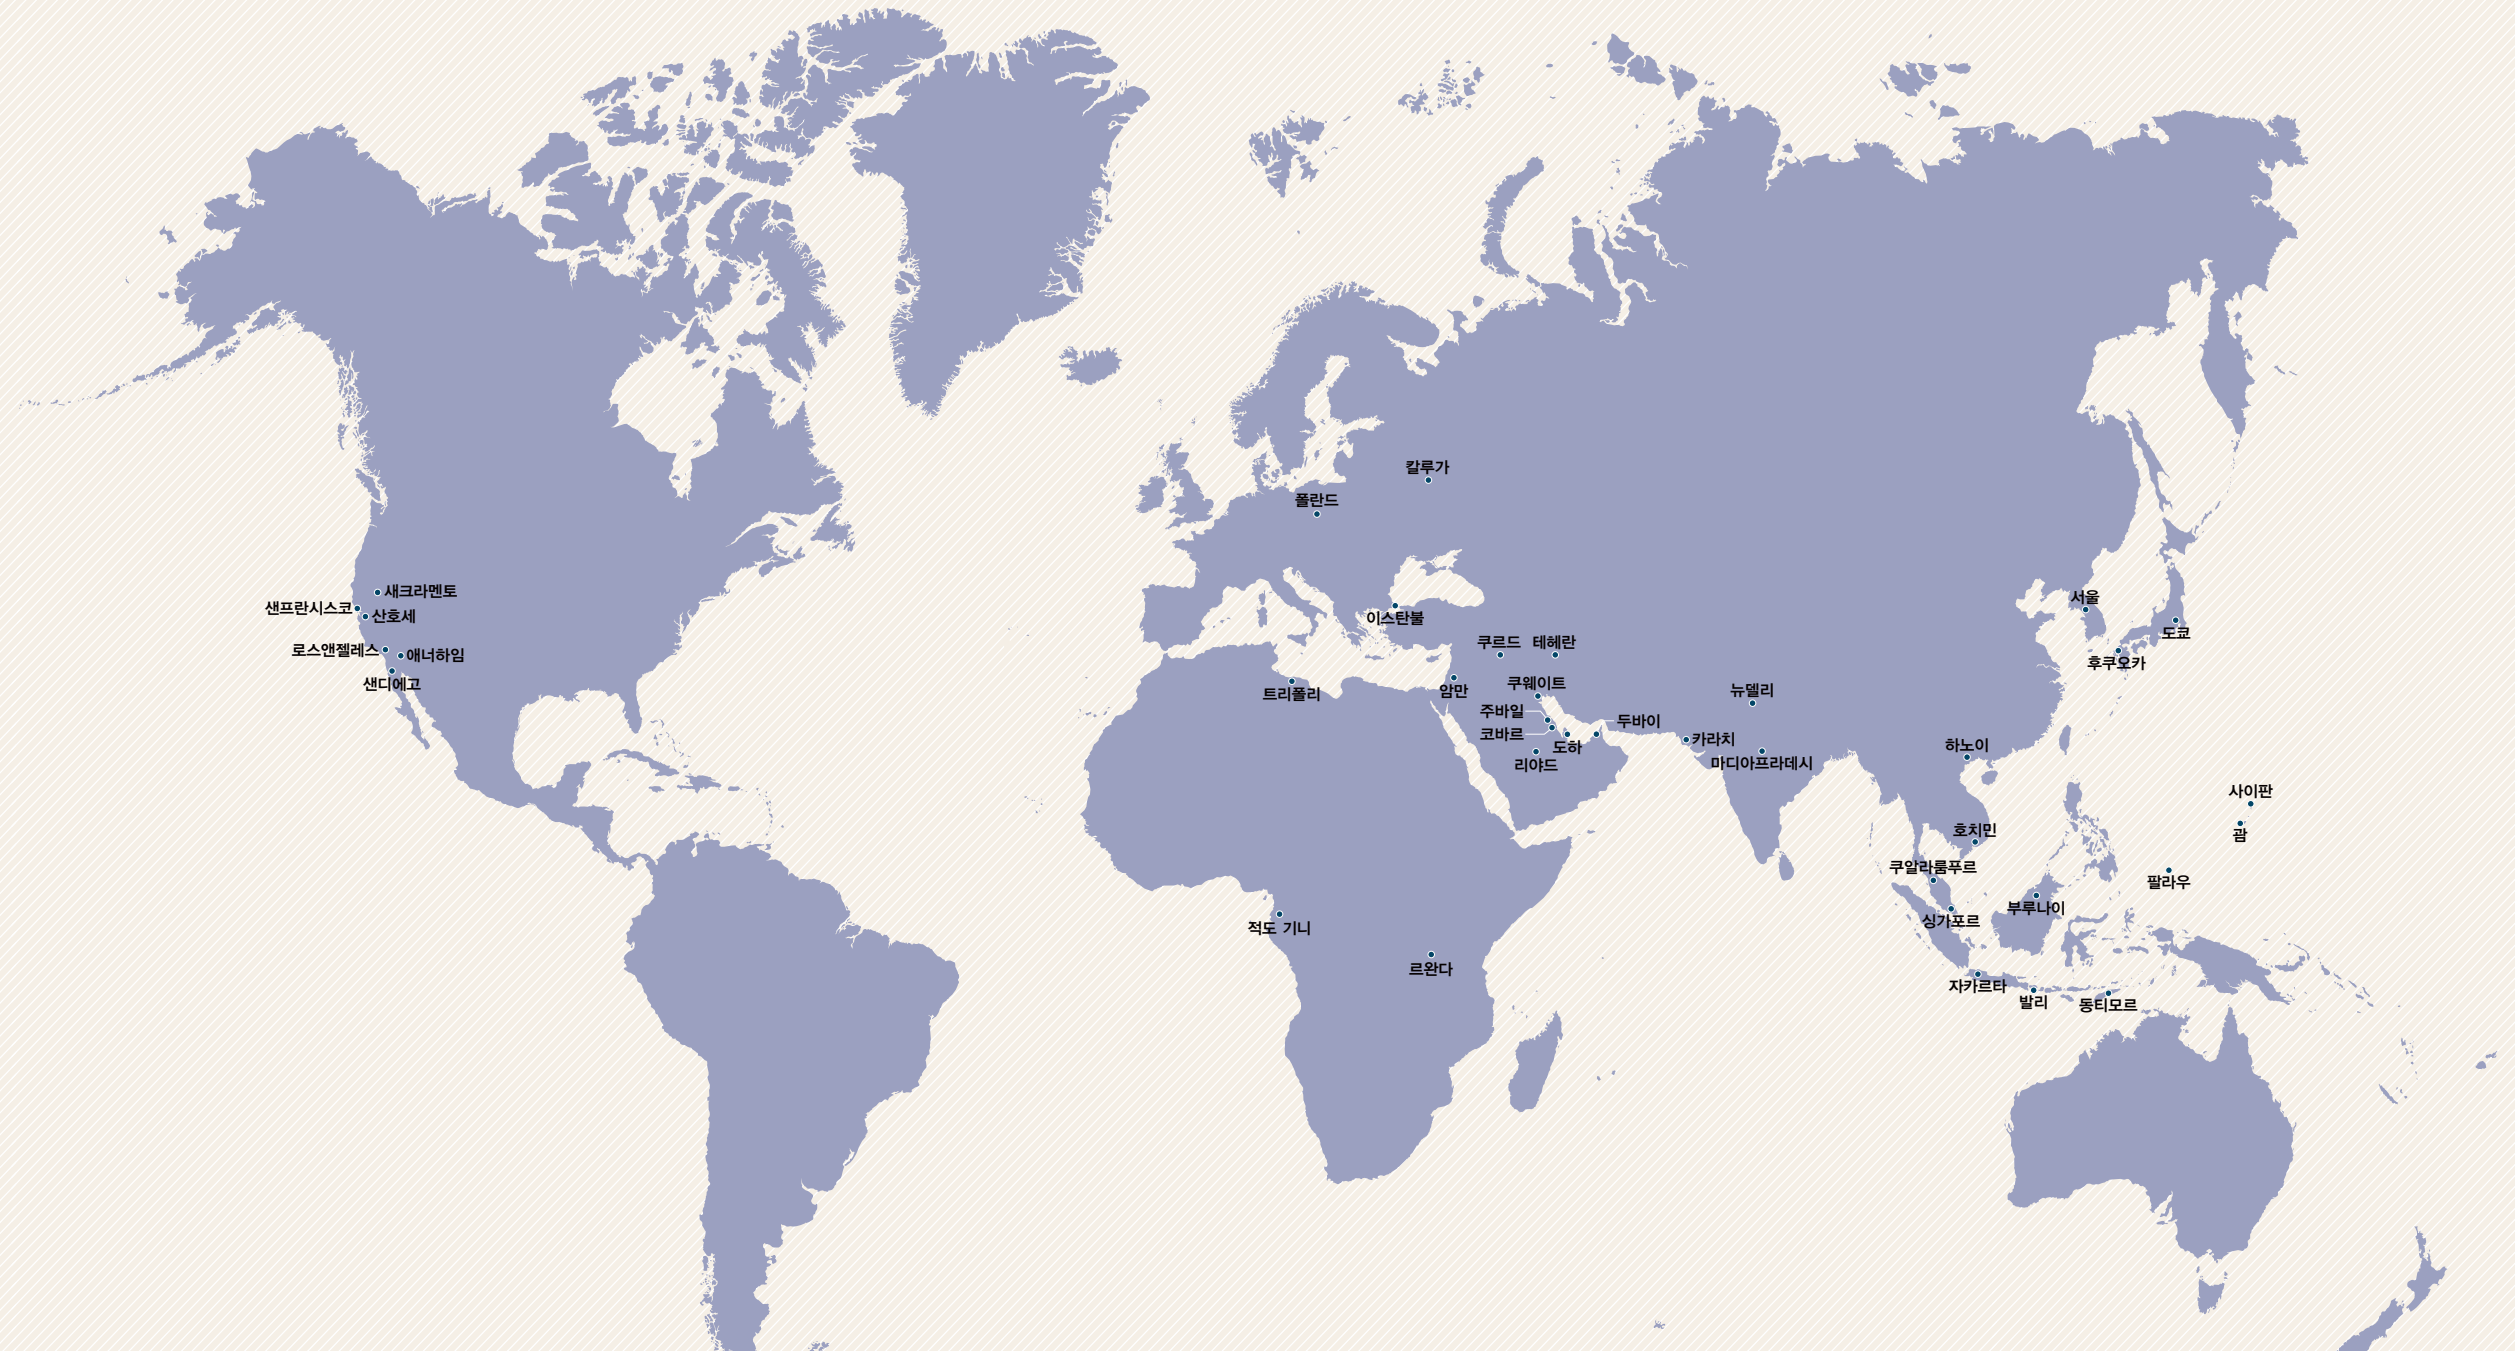 칼루가
폴란드
새크라멘토
샌프란시스코
산호세
서울
이스탄불
도쿄
쿠르드
테헤란
로스앤젤레스
애너하임
후쿠오카
샌디에고
쿠웨이트
암만
뉴델리
트리폴리
주바일
두바이
코바르
카라치
도하
하노이
리야드
마디아프라데시
사이판
호치민
괌
쿠알라룸푸르
팔라우
부루나이
싱가포르
적도 기니
르완다
자카르타
발리
동티모르